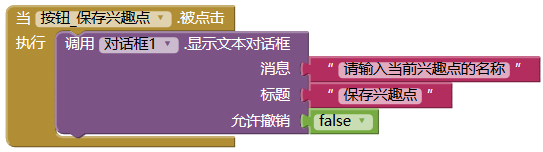 当 按钮_保存兴趣点 .被点击
执行 调用 对话框1 .显示文本对话框
消息 “ 请输入当前兴趣点的名称 ”
标题 “ 保存兴趣点 ”
允许撤销 false